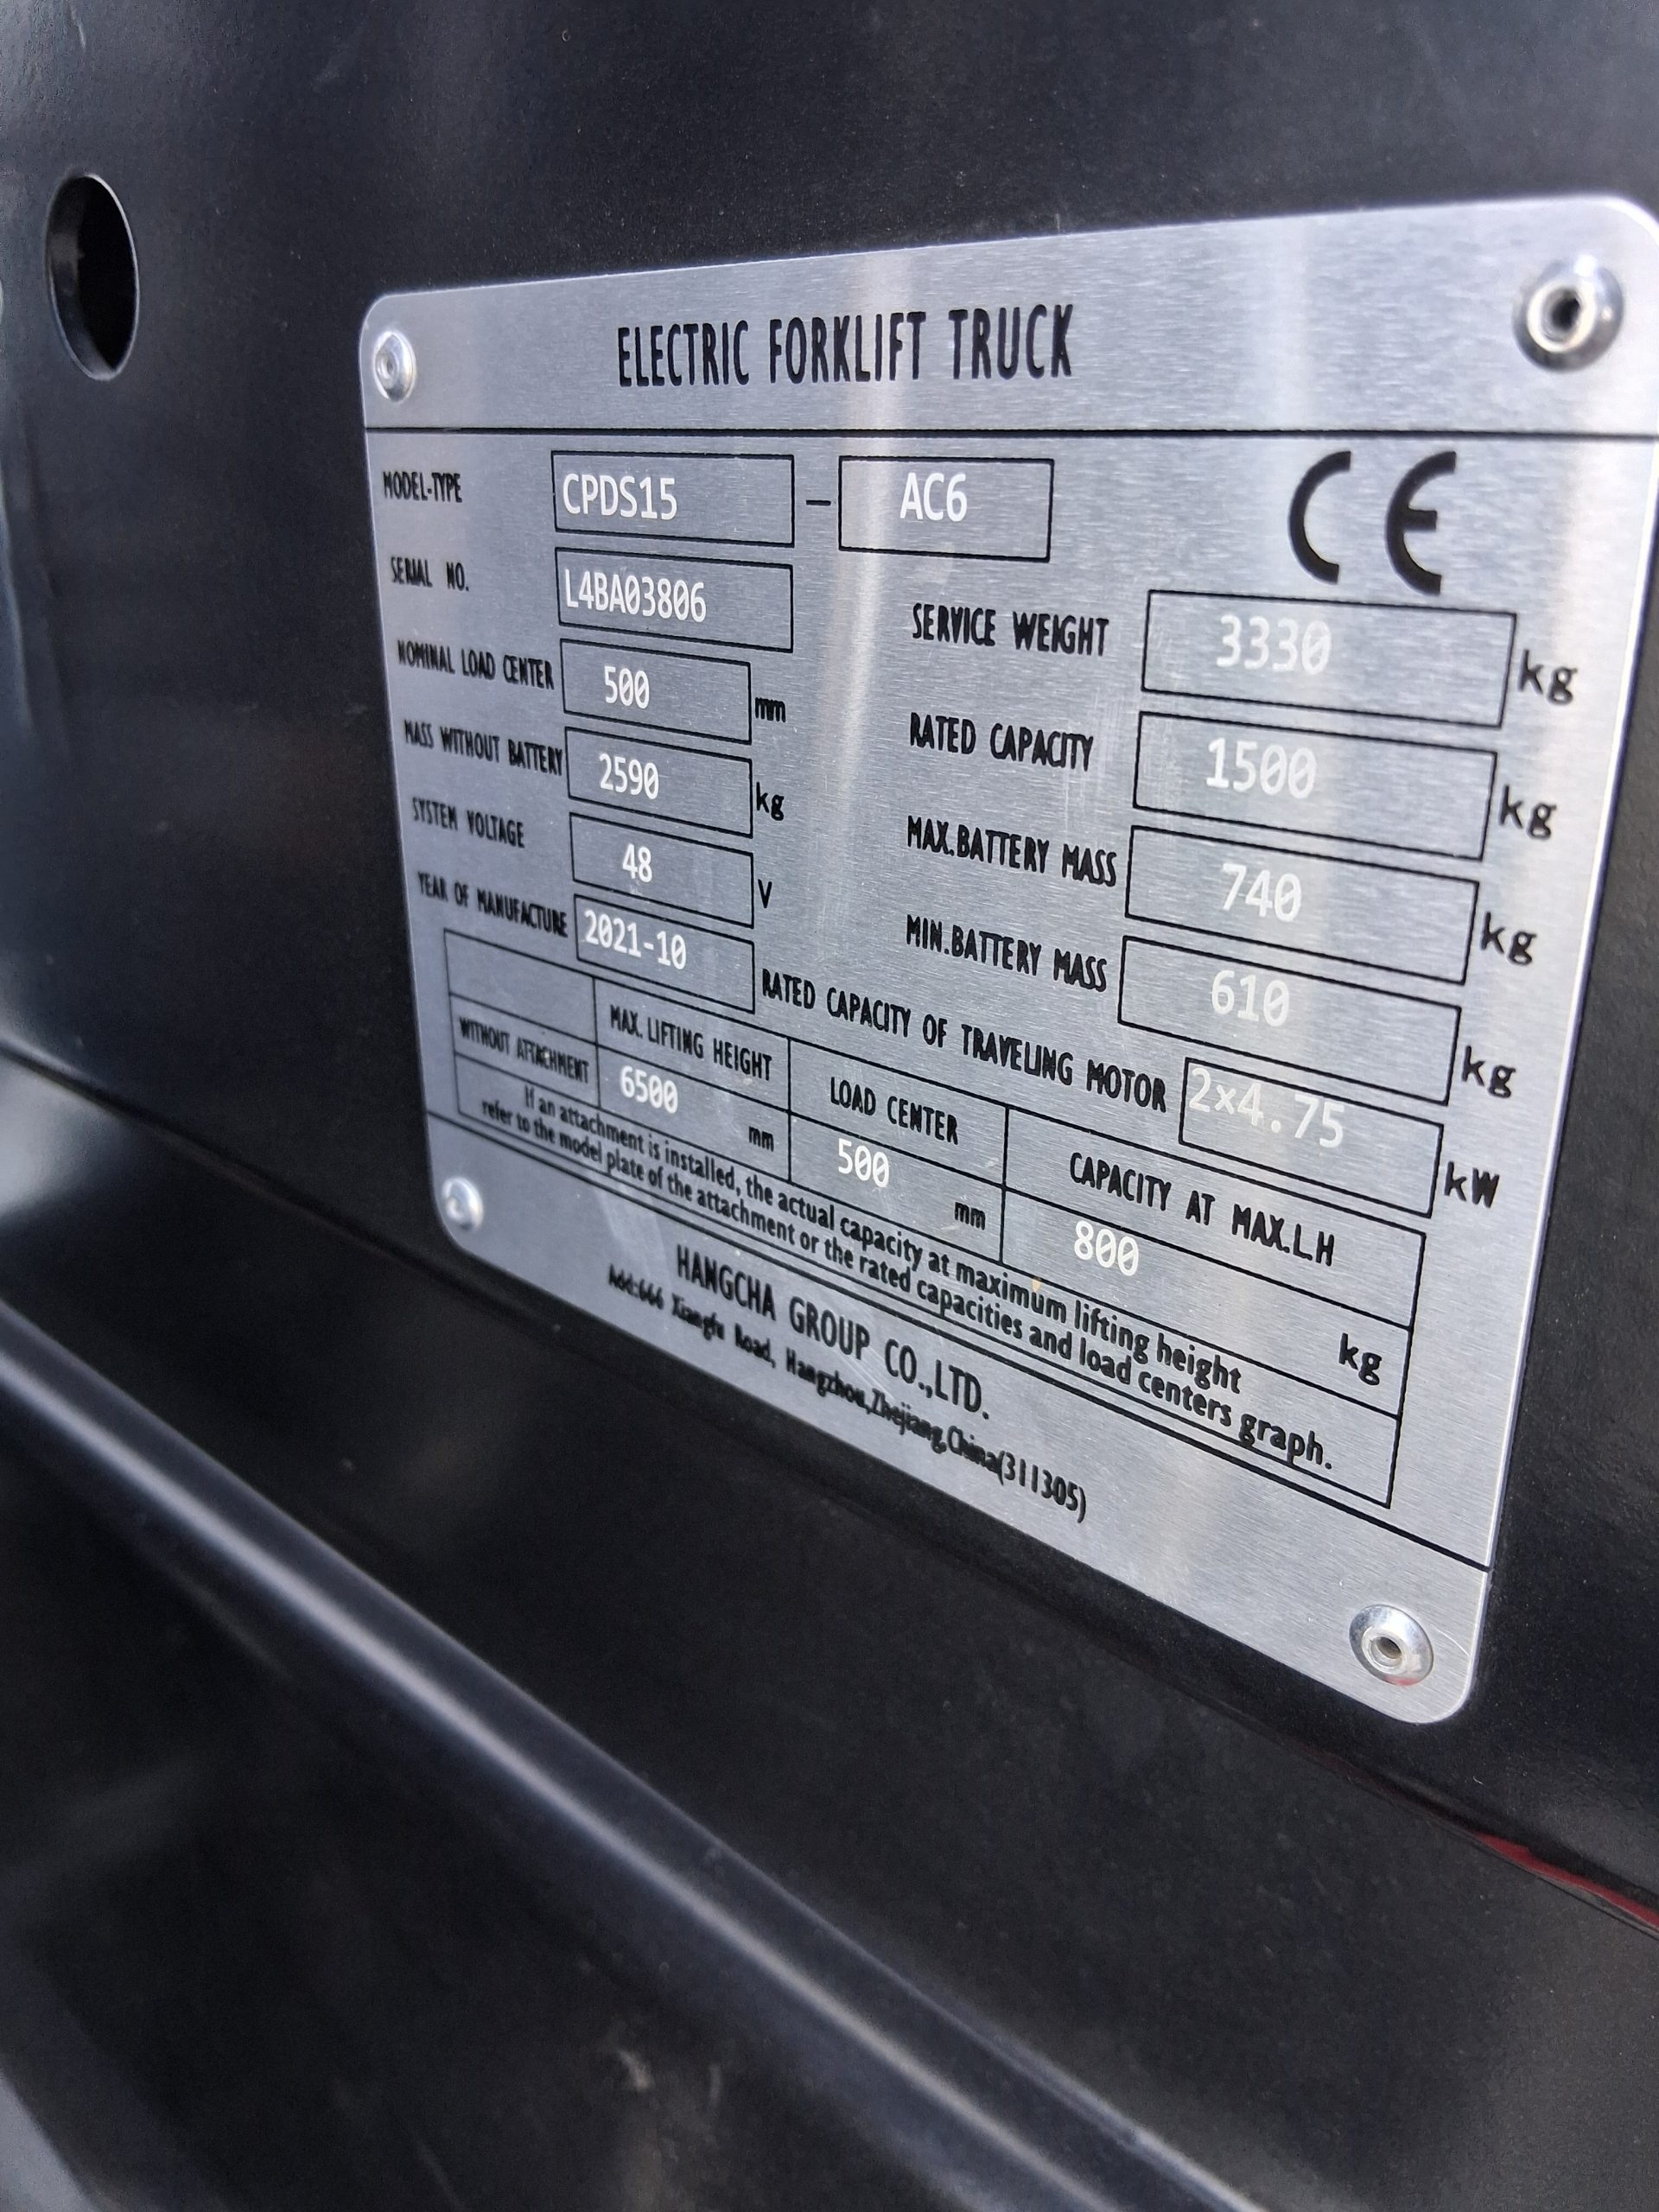 ELECTRIC FORKLIFT TRUCK
CE
MODEL-TYPE CPDS15 - AC6
SERIAL NO. L4BA03806
SERVICE WEIGHT 3330 kg
NOMINAL LOAD CENTER 500 mm
RATED CAPACITY 1500 kg
MASS WITHOUT BATTERY 2590 kg
MAX.BATTERY MASS 740 kg
SYSTEM VOLTAGE 48 V
MIN.BATTERY MASS 610 kg
YEAR OF MANUFACTURE 2021-10
RATED CAPACITY OF TRAVELING MOTOR 2x4.75 kW
MAX. LIFTING HEIGHT LOAD CENTER CAPACITY AT MAX.L.H
WITHOUT ATTACHMENT 6500 mm 500 mm 800 kg
If an attachment is installed, the actual capacity at maximum lifting height
refer to the model plate of the attachment or the rated capacities and load centers graph.
HANGCHA GROUP CO.,LTD.
Add:666 Xiangfu Road, Hangzhou,Zhejiang,China(311305)